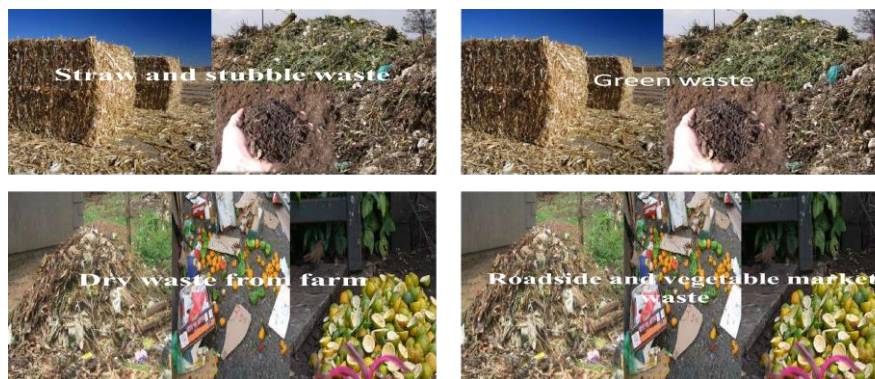 Straw and stubble waste
Green waste
Dry waste from farm
Roadside and vegetable market
waste